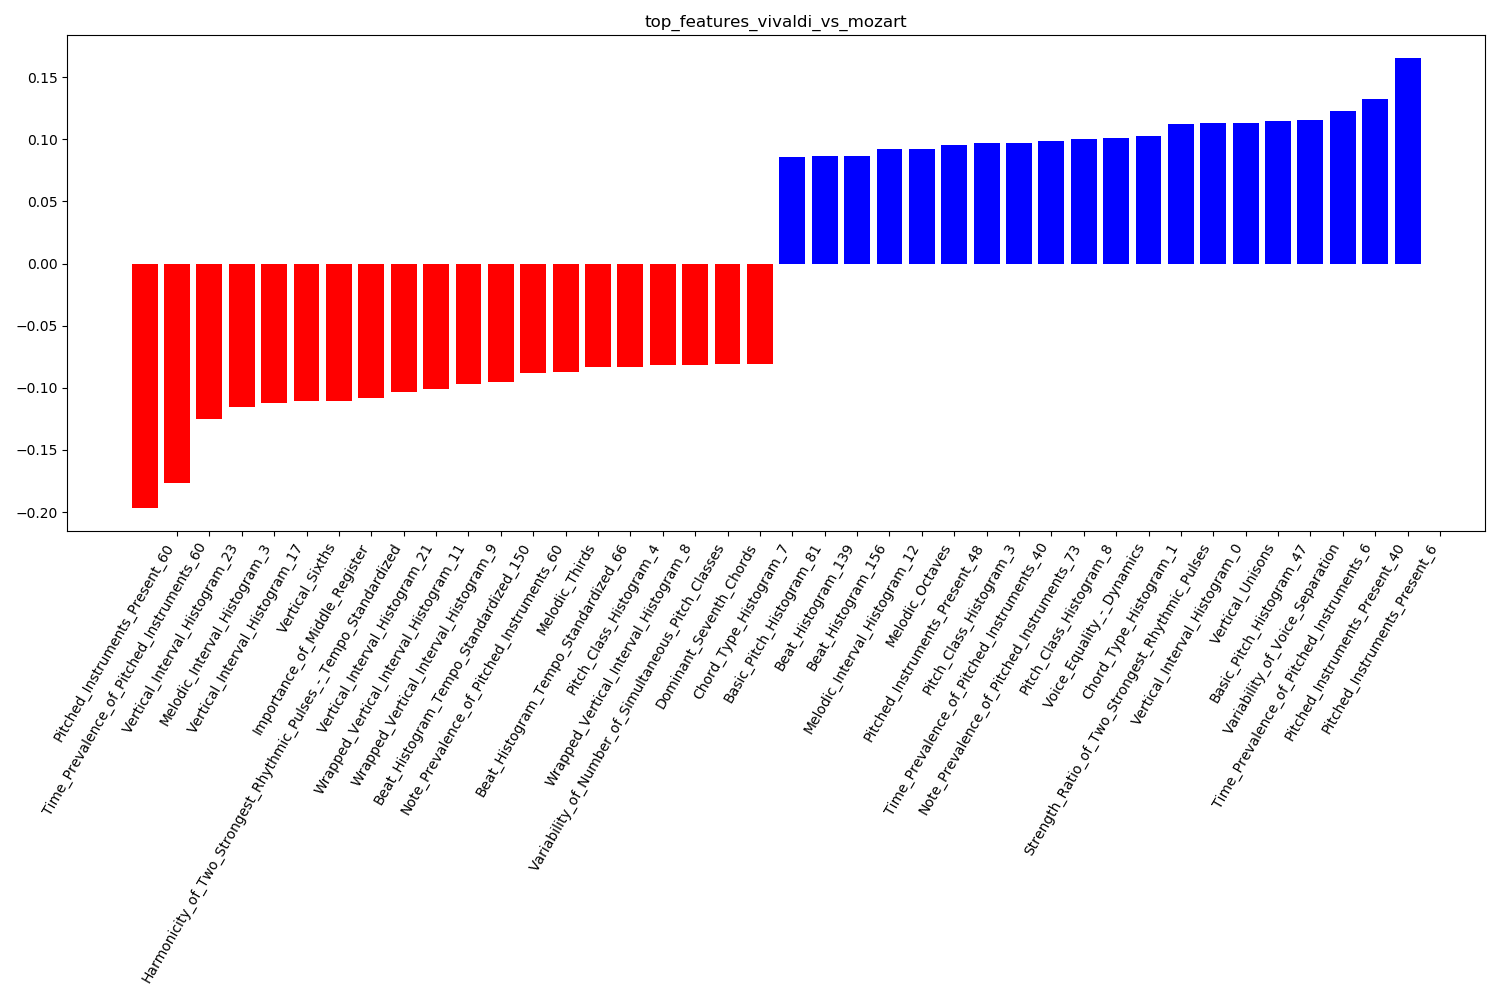 top_features_vivaldi_vs_mozart
0.15
0.10
0.05
0.00
−0.05
−0.10
−0.15
−0.20
Pitched_Instruments_Present_60
Time_Prevalence_of_Pitched_Instruments_60
Vertical_Interval_Histogram_23
Melodic_Interval_Histogram_3
Vertical_Interval_Histogram_17
Vertical_Sixths
Importance_of_Middle_Register
Harmonicity_of_Two_Strongest_Rhythmic_Pulses_-_Tempo_Standardized
Vertical_Interval_Histogram_21
Wrapped_Vertical_Interval_Histogram_11
Wrapped_Vertical_Interval_Histogram_9
Beat_Histogram_Tempo_Standardized_150
Note_Prevalence_of_Pitched_Instruments_60
Melodic_Thirds
Beat_Histogram_Tempo_Standardized_66
Pitch_Class_Histogram_4
Wrapped_Vertical_Interval_Histogram_8
Variability_of_Number_of_Simultaneous_Pitch_Classes
Dominant_Seventh_Chords
Chord_Type_Histogram_7
Basic_Pitch_Histogram_81
Beat_Histogram_139
Beat_Histogram_156
Melodic_Interval_Histogram_12
Melodic_Octaves
Pitched_Instruments_Present_48
Pitch_Class_Histogram_3
Time_Prevalence_of_Pitched_Instruments_40
Note_Prevalence_of_Pitched_Instruments_73
Pitch_Class_Histogram_8
Voice_Equality_-_Dynamics
Chord_Type_Histogram_1
Strength_Ratio_of_Two_Strongest_Rhythmic_Pulses
Vertical_Interval_Histogram_0
Vertical_Unisons
Basic_Pitch_Histogram_47
Variability_of_Voice_Separation
Time_Prevalence_of_Pitched_Instruments_6
Pitched_Instruments_Present_40
Pitched_Instruments_Present_6